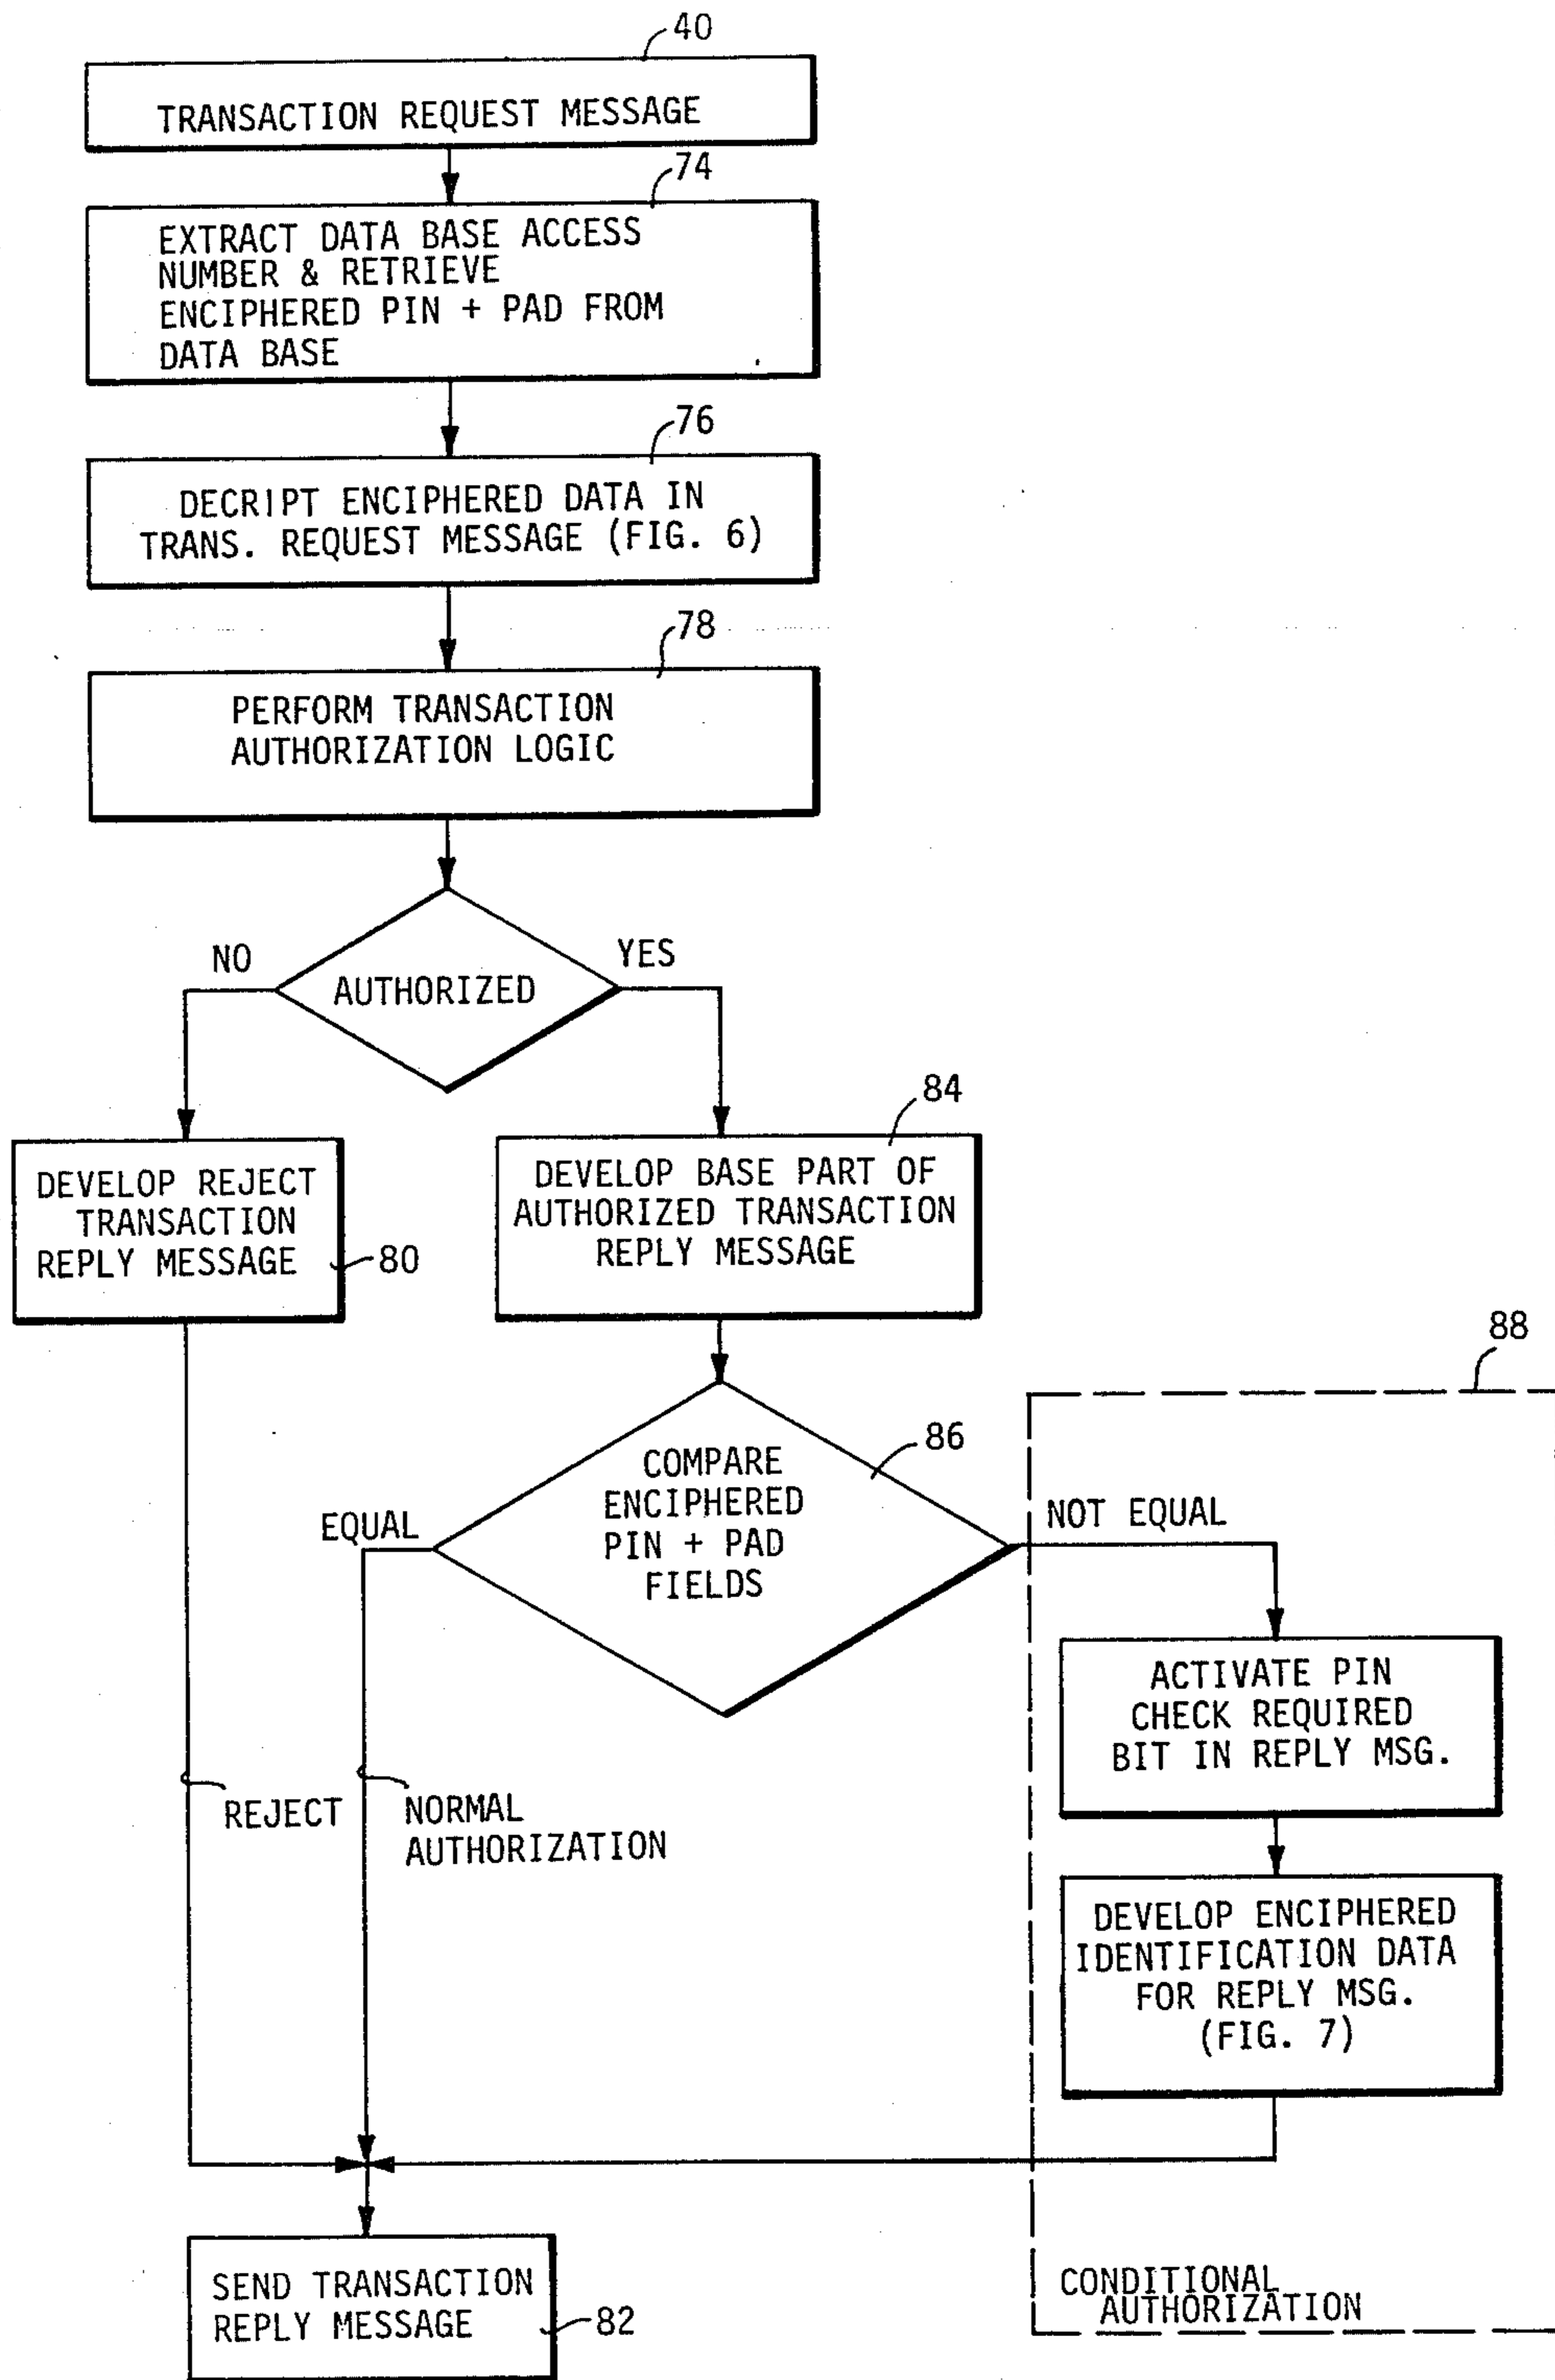 40
TRANSACTION REQUEST MESSAGE
74
EXTRACT DATA BASE ACCESS
NUMBER & RETRIEVE
ENCIPHERED PIN + PAD FROM
DATA BASE
76
DECRIPT ENCIPHERED DATA IN
TRANS. REQUEST MESSAGE (FIG. 6)
78
PERFORM TRANSACTION
AUTHORIZATION LOGIC
NO
YES
AUTHORIZED
84
DEVELOP REJECT
TRANSACTION
REPLY MESSAGE
80
DEVELOP BASE PART OF
AUTHORIZED TRANSACTION
REPLY MESSAGE
88
86
COMPARE
ENCIPHERED
PIN + PAD
FIELDS
EQUAL
NOT EQUAL
ACTIVATE PIN
CHECK REQUIRED
BIT IN REPLY MSG.
REJECT
NORMAL
AUTHORIZATION
DEVELOP ENCIPHERED
IDENTIFICATION DATA
FOR REPLY MSG.
(FIG. 7)
SEND TRANSACTION
REPLY MESSAGE
82
CONDITIONAL
AUTHORIZATION